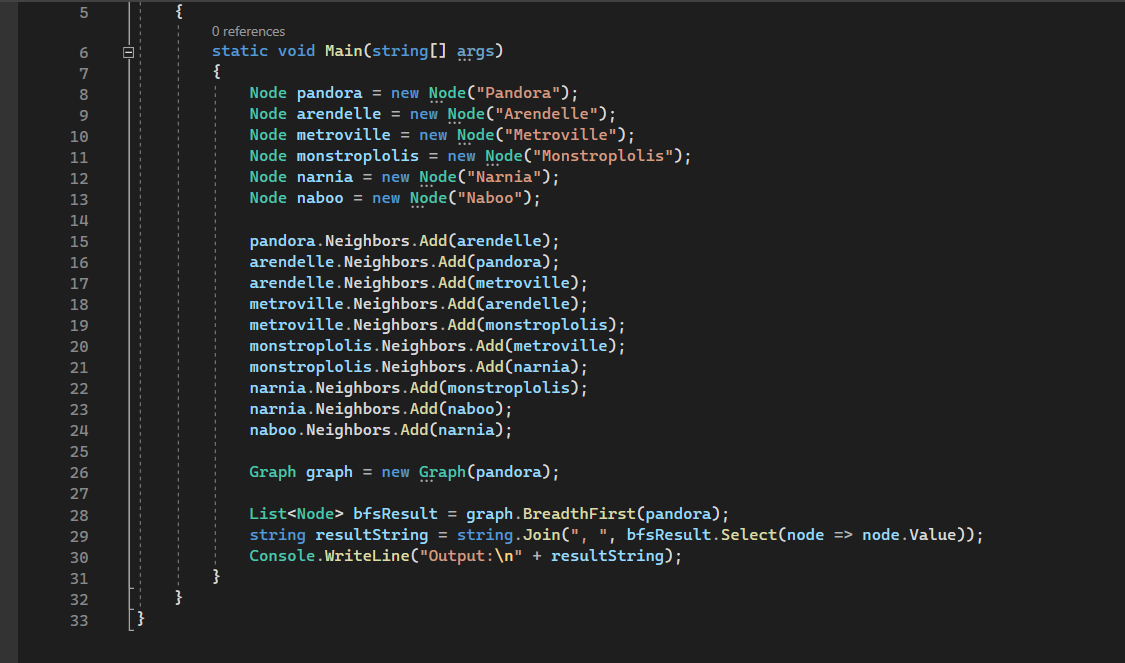 5 {
0 references
6 static void Main(string[] args)
7 {
8 Node pandora = new Node("Pandora");
9 Node arendelle = new Node("Arendelle");
10 Node metroville = new Node("Metroville");
11 Node monstroplolis = new Node("Monstroplolis");
12 Node narnia = new Node("Narnia");
13 Node naboo = new Node("Naboo");
14
15 pandora.Neighbors.Add(arendelle);
16 arendelle.Neighbors.Add(pandora);
17 arendelle.Neighbors.Add(metroville);
18 metroville.Neighbors.Add(arendelle);
19 metroville.Neighbors.Add(monstroplolis);
20 monstroplolis.Neighbors.Add(metroville);
21 monstroplolis.Neighbors.Add(narnia);
22 narnia.Neighbors.Add(monstroplolis);
23 narnia.Neighbors.Add(naboo);
24 naboo.Neighbors.Add(narnia);
25
26 Graph graph = new Graph(pandora);
27
28 List<Node> bfsResult = graph.BreadthFirst(pandora);
29 string resultString = string.Join(", ", bfsResult.Select(node => node.Value));
30 Console.WriteLine("Output:\n" + resultString);
31 }
32 }
33 }